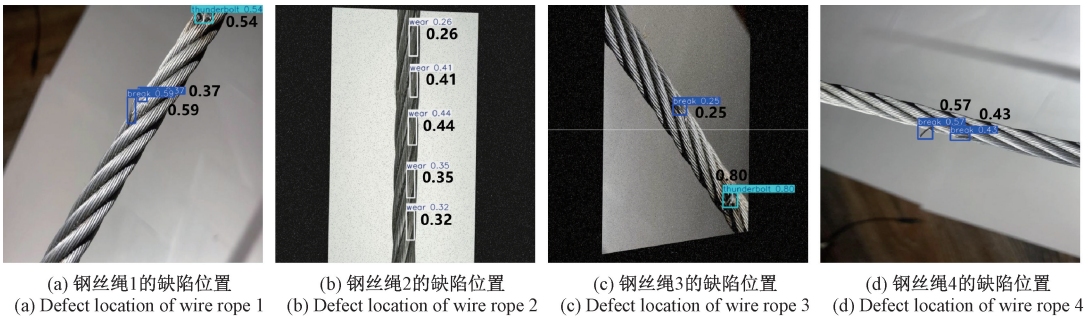 thunderbolt 0.54
0.54
break 0.59
37
0.37
0.59
wear 0.26
0.26
wear 0.41
0.41
wear 0.44
0.44
wear 0.35
0.35
wear 0.32
0.32
break 0.25
0.25
0.80
thunderbolt 0.80
0.57
0.43
break 0.57
break 0.43
(a) 钢丝绳1的缺陷位置
(a) Defect location of wire rope 1
(b) 钢丝绳2的缺陷位置
(b) Defect location of wire rope 2
(c) 钢丝绳3的缺陷位置
(c) Defect location of wire rope 3
(d) 钢丝绳4的缺陷位置
(d) Defect location of wire rope 4